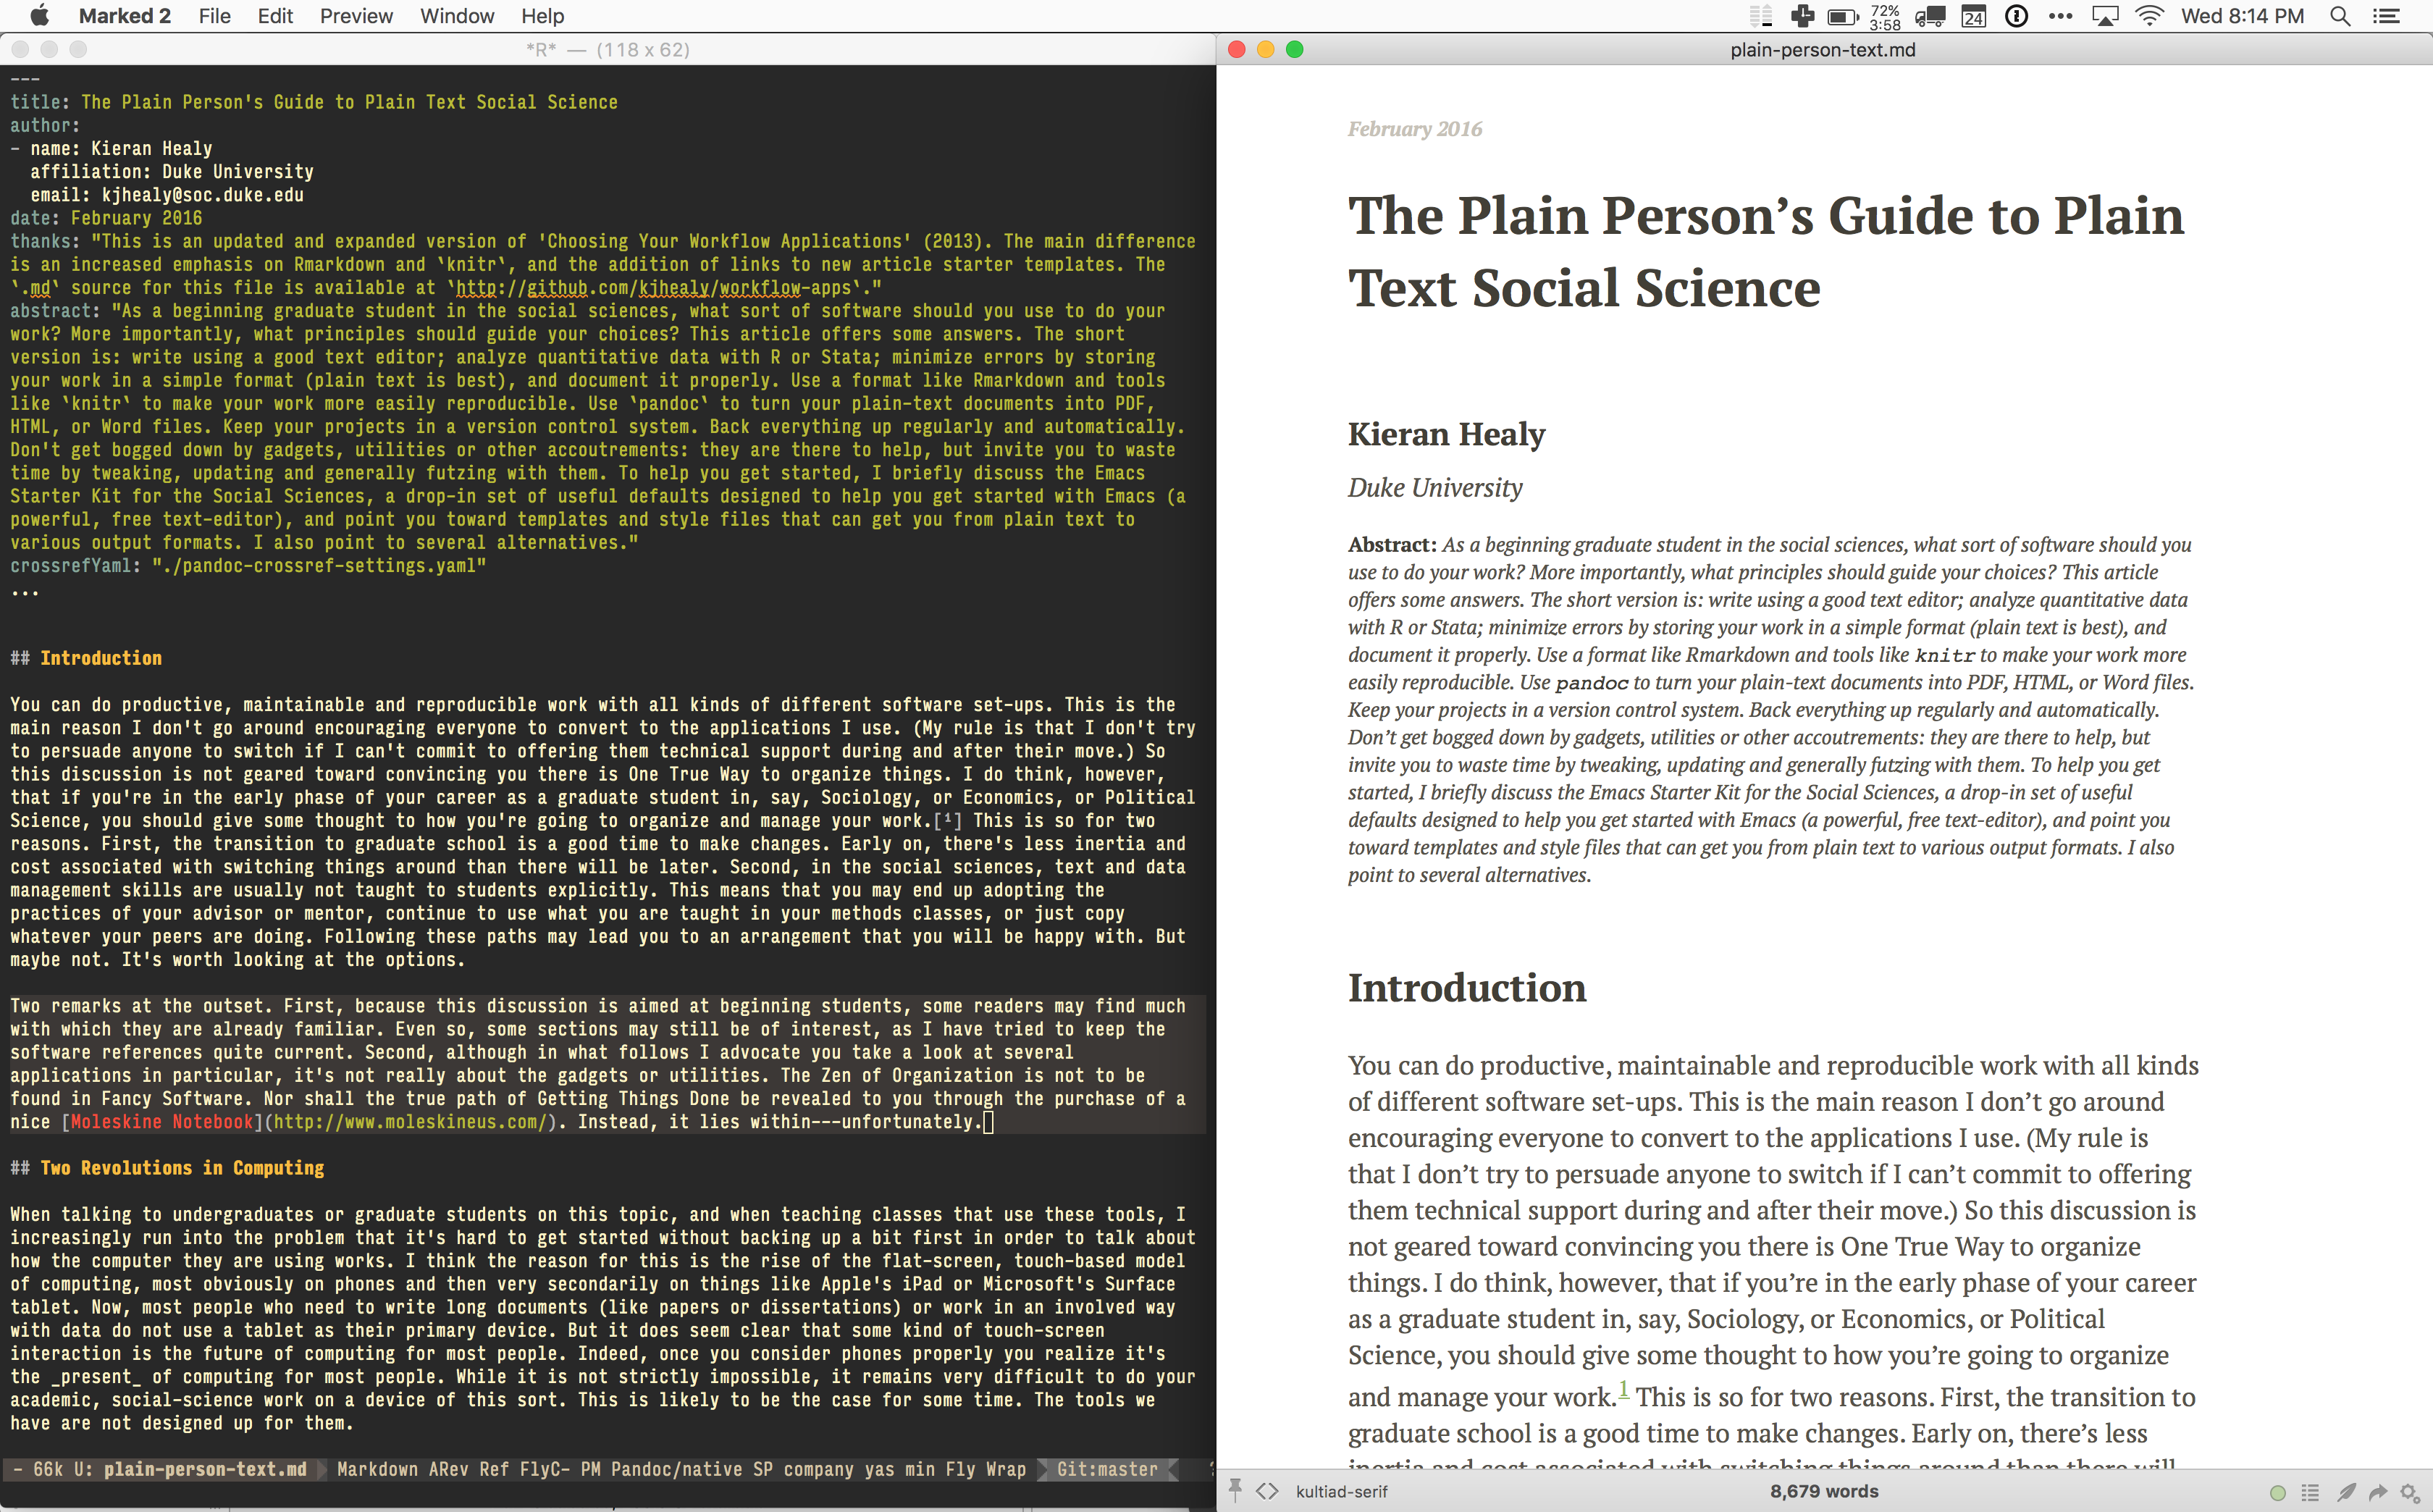 Marked 2 File Edit Preview Window Help 72% 3:58 24 Wed 8:14 PM
*R* — (118 x 62)
---
title: The Plain Person's Guide to Plain Text Social Science
author:
- name: Kieran Healy
affiliation: Duke University
email: kjhealy@soc.duke.edu
date: February 2016
thanks: "This is an updated and expanded version of 'Choosing Your Workflow Applications' (2013). The main difference
is an increased emphasis on Rmarkdown and `knitr`, and the addition of links to new article starter templates. The
`.md` source for this file is available at `http://github.com/kjhealy/workflow-apps`."
abstract: "As a beginning graduate student in the social sciences, what sort of software should you use to do your
work? More importantly, what principles should guide your choices? This article offers some answers. The short
version is: write using a good text editor; analyze quantitative data with R or Stata; minimize errors by storing
your work in a simple format (plain text is best), and document it properly. Use a format like Rmarkdown and tools
like `knitr` to make your work more easily reproducible. Use `pandoc` to turn your plain-text documents into PDF,
HTML, or Word files. Keep your projects in a version control system. Back everything up regularly and automatically.
Don't get bogged down by gadgets, utilities or other accoutrements: they are there to help, but invite you to waste
time by tweaking, updating and generally futzing with them. To help you get started, I briefly discuss the Emacs
Starter Kit for the Social Sciences, a drop-in set of useful defaults designed to help you get started with Emacs (a
powerful, free text-editor), and point you toward templates and style files that can get you from plain text to
various output formats. I also point to several alternatives."
crossrefYaml: "./pandoc-crossref-settings.yaml"
...
## Introduction
You can do productive, maintainable and reproducible work with all kinds of different software set-ups. This is the
main reason I don't go around encouraging everyone to convert to the applications I use. (My rule is that I don't try
to persuade anyone to switch if I can't commit to offering them technical support during and after their move.) So
this discussion is not geared toward convincing you there is One True Way to organize things. I do think, however,
that if you're in the early phase of your career as a graduate student in, say, Sociology, or Economics, or Political
Science, you should give some thought to how you're going to organize and manage your work.[¹] This is so for two
reasons. First, the transition to graduate school is a good time to make changes. Early on, there's less inertia and
cost associated with switching things around than there will be later. Second, in the social sciences, text and data
management skills are usually not taught to students explicitly. This means that you may end up adopting the
practices of your advisor or mentor, continue to use what you are taught in your methods classes, or just copy
whatever your peers are doing. Following these paths may lead you to an arrangement that you will be happy with. But
maybe not. It's worth looking at the options.
Two remarks at the outset. First, because this discussion is aimed at beginning students, some readers may find much
with which they are already familiar. Even so, some sections may still be of interest, as I have tried to keep the
software references quite current. Second, although in what follows I advocate you take a look at several
applications in particular, it's not really about the gadgets or utilities. The Zen of Organization is not to be
found in Fancy Software. Nor shall the true path of Getting Things Done be revealed to you through the purchase of a
nice [Moleskine Notebook](http://www.moleskineus.com/). Instead, it lies within---unfortunately.
## Two Revolutions in Computing
When talking to undergraduates or graduate students on this topic, and when teaching classes that use these tools, I
increasingly run into the problem that it's hard to get started without backing up a bit first in order to talk about
how the computer they are using works. I think the reason for this is the rise of the flat-screen, touch-based model
of computing, most obviously on phones and then very secondarily on things like Apple's iPad or Microsoft's Surface
tablet. Now, most people who need to write long documents (like papers or dissertations) or work in an involved way
with data do not use a tablet as their primary device. But it does seem clear that some kind of touch-screen
interaction is the future of computing for most people. Indeed, once you consider phones properly you realize it's
the _present_ of computing for most people. While it is not strictly impossible, it remains very difficult to do your
academic, social-science work on a device of this sort. This is likely to be the case for some time. The tools we
have are not designed up for them.
- 66k U: plain-person-text.md Markdown ARev Ref FlyC- PM Pandoc/native SP company yas min Fly Wrap Git:master
plain-person-text.md
February 2016
The Plain Person’s Guide to Plain
Text Social Science
Kieran Healy
Duke University
Abstract: As a beginning graduate student in the social sciences, what sort of software should you
use to do your work? More importantly, what principles should guide your choices? This article
offers some answers. The short version is: write using a good text editor; analyze quantitative data
with R or Stata; minimize errors by storing your work in a simple format (plain text is best), and
document it properly. Use a format like Rmarkdown and tools like knitr to make your work more
easily reproducible. Use pandoc to turn your plain-text documents into PDF, HTML, or Word files.
Keep your projects in a version control system. Back everything up regularly and automatically.
Don’t get bogged down by gadgets, utilities or other accoutrements: they are there to help, but
invite you to waste time by tweaking, updating and generally futzing with them. To help you get
started, I briefly discuss the Emacs Starter Kit for the Social Sciences, a drop-in set of useful
defaults designed to help you get started with Emacs (a powerful, free text-editor), and point you
toward templates and style files that can get you from plain text to various output formats. I also
point to several alternatives.
Introduction
You can do productive, maintainable and reproducible work with all kinds
of different software set-ups. This is the main reason I don’t go around
encouraging everyone to convert to the applications I use. (My rule is
that I don’t try to persuade anyone to switch if I can’t commit to offering
them technical support during and after their move.) So this discussion is
not geared toward convincing you there is One True Way to organize
things. I do think, however, that if you’re in the early phase of your career
as a graduate student in, say, Sociology, or Economics, or Political
Science, you should give some thought to how you’re going to organize
and manage your work.1 This is so for two reasons. First, the transition to
graduate school is a good time to make changes. Early on, there’s less
inertia and cost associated with switching things around than there will
kultiad-serif 8,679 words